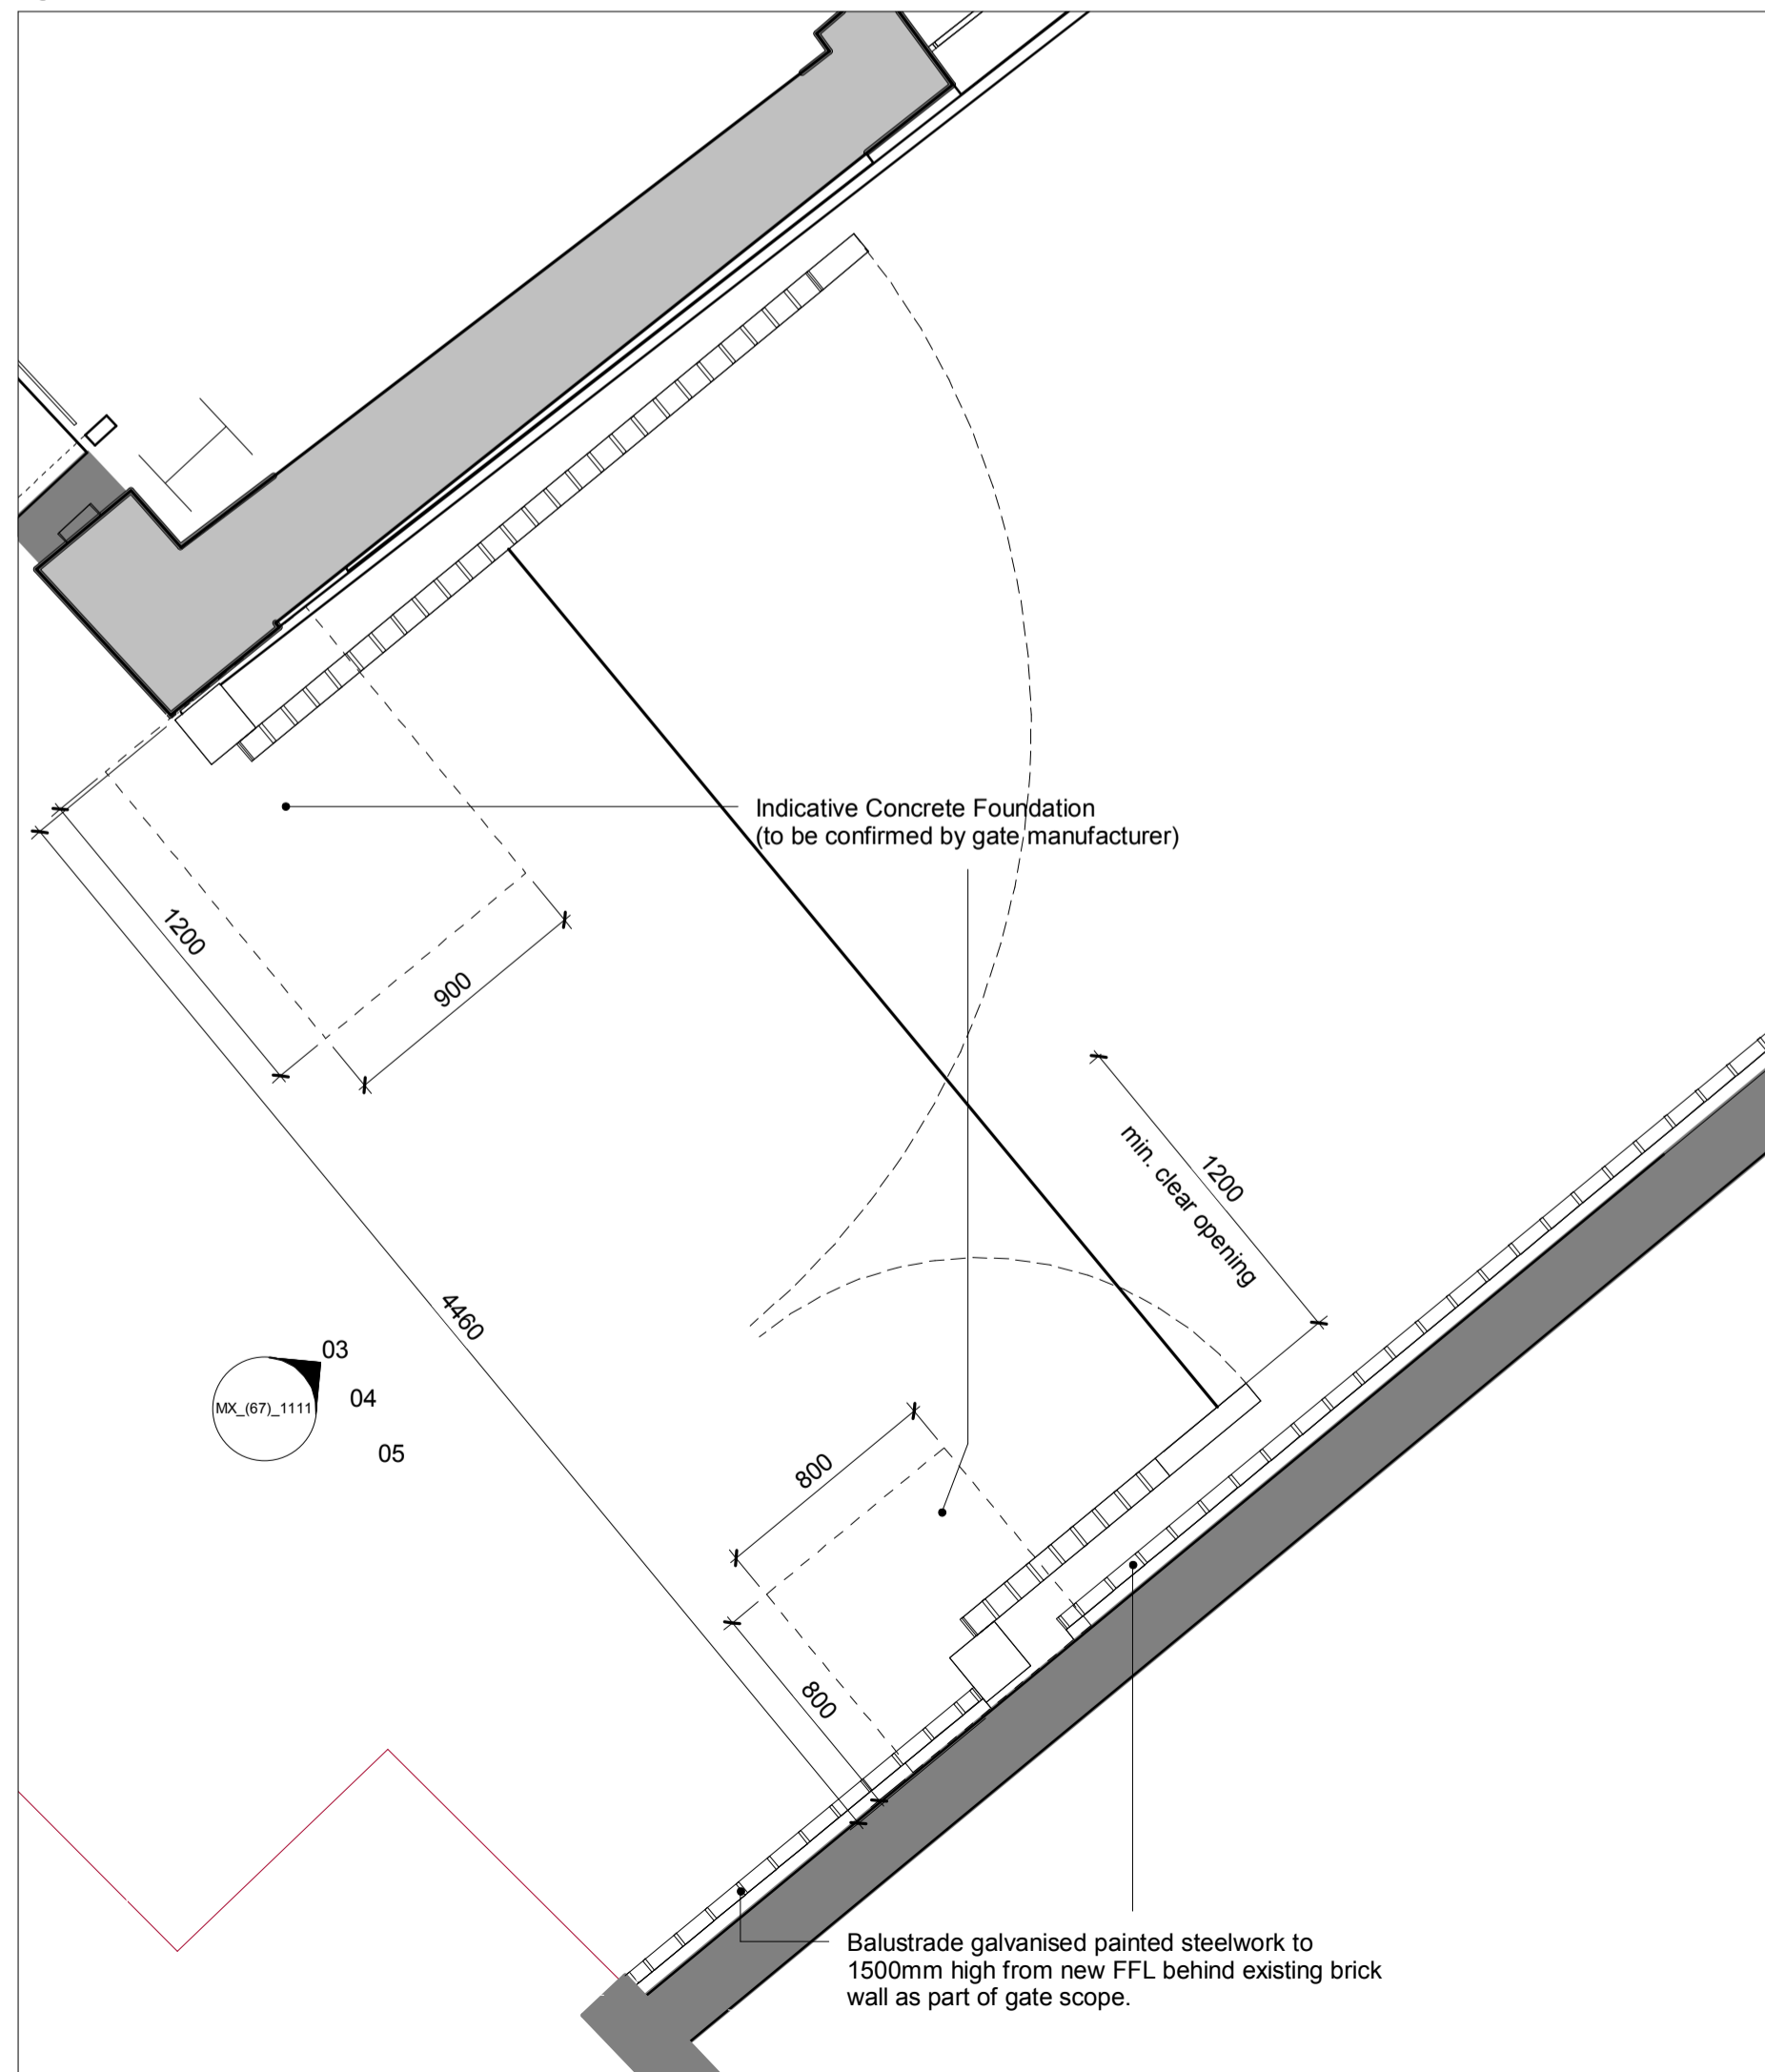 Indicative Concrete Foundation
(to be confirmed by gate manufacturer)
1200
900
1200
min. clear opening
4460
03
MX_(67)_1111
04
05
800
800
Balustrade galvanised painted steelwork to
1500mm high from new FFL behind existing brick
wall as part of gate scope.